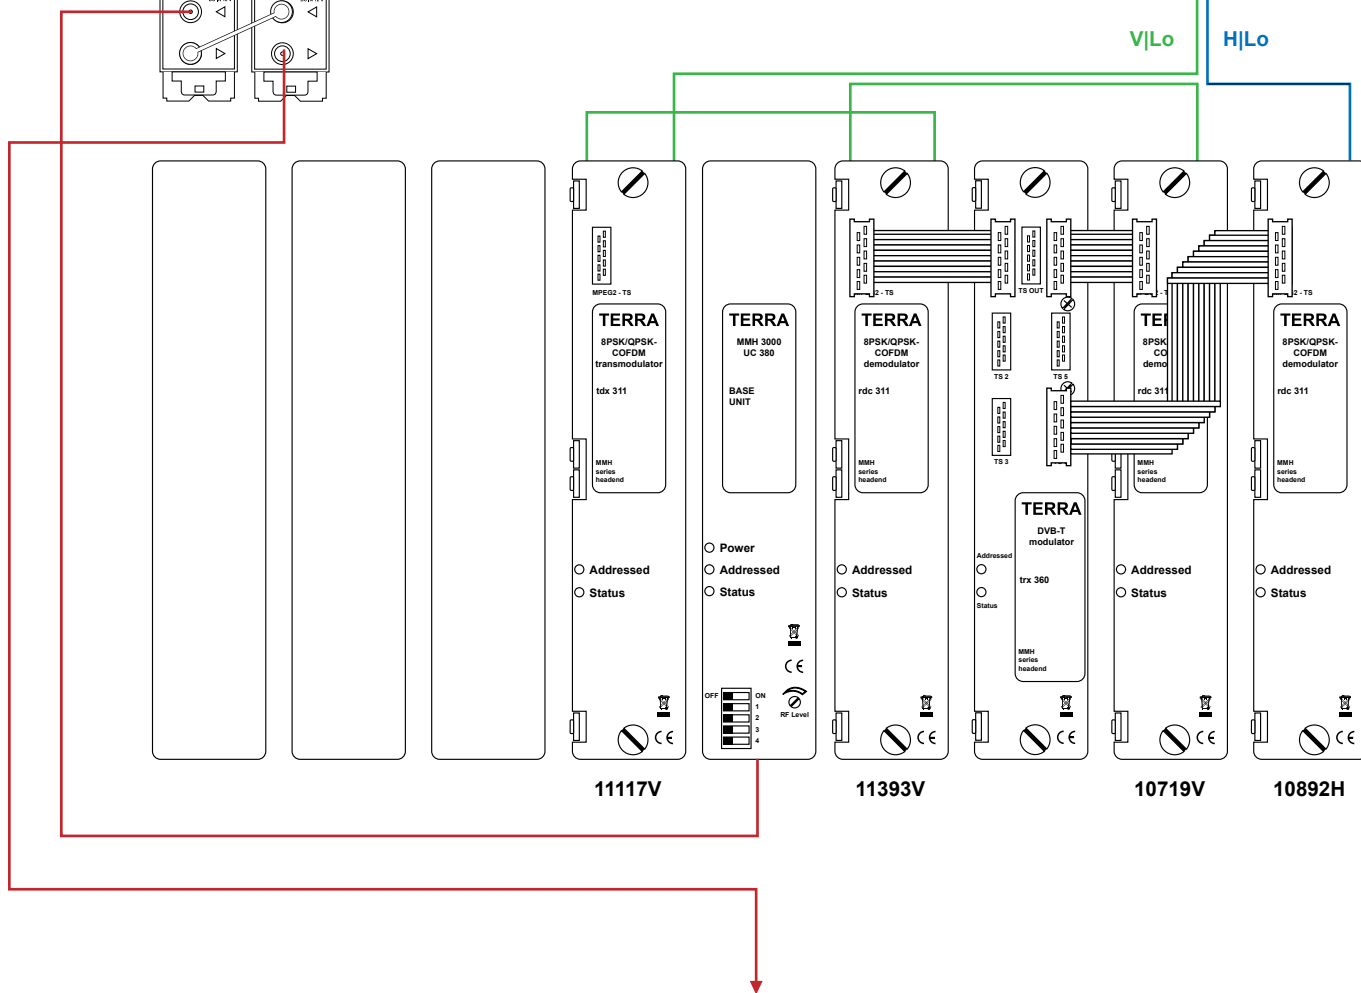 V|Lo
H|Lo
MPEG2 - TS
TERRA
8PSK/QPSK-
COFDM
transmodulator
tdx 311
MMH
series
headend
Addressed
Status
11117V
TERRA
MMH 3000
UC 380
BASE
UNIT
Power
Addressed
Status
OFF
ON
1
2
3
4
RF Level
2 - TS
TERRA
8PSK/QPSK-
COFDM
demodulator
rdc 311
MMH
series
headend
Addressed
Status
11393V
TS OUT
TS 2
TS 5
TS 3
TERRA
DVB-T
modulator
trx 360
Addressed
Status
MMH
series
headend
TE
8PSK
CO
demo
rdc 311
MMH
series
headend
Addressed
Status
10719V
2 - TS
TERRA
8PSK/QPSK-
COFDM
demodulator
rdc 311
MMH
series
headend
Addressed
Status
10892H